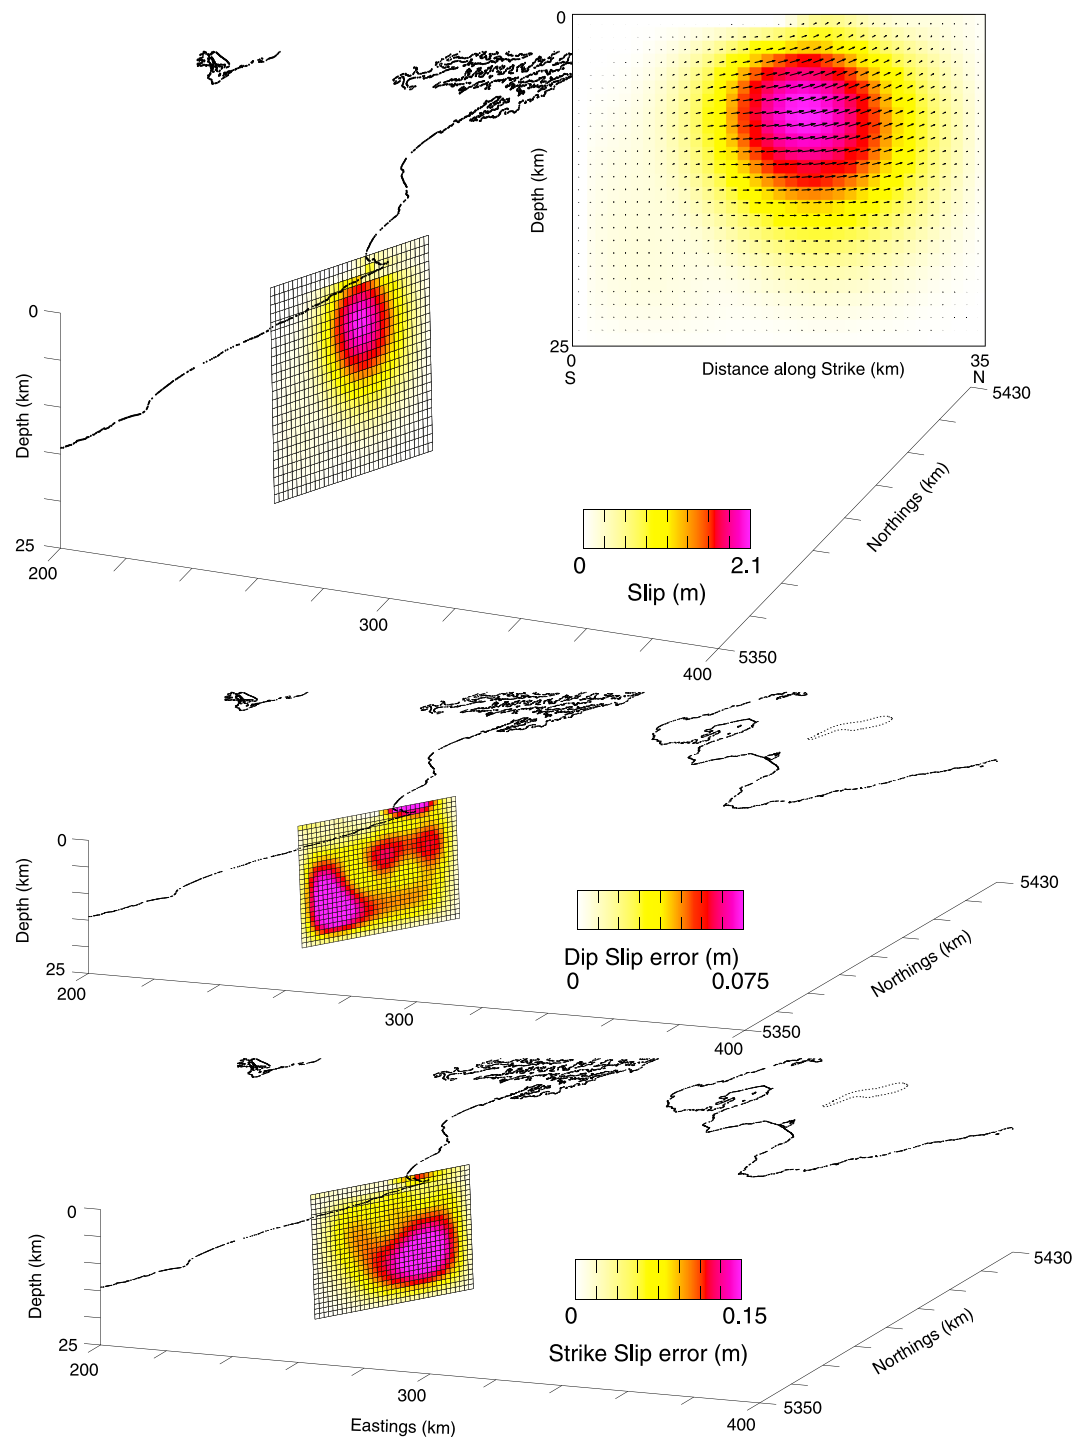 0
Depth (km)
25
0
35
S
N
Distance along Strike (km)
0
Depth (km)
25
200
300
400
5350
5430
Northings (km)
0
2.1
Slip (m)
0
Depth (km)
25
200
300
400
5350
5430
Northings (km)
Dip Slip error (m)
0
0.075
0
Depth (km)
25
200
300
400
5350
5430
Northings (km)
0
0.15
Strike Slip error (m)
Eastings (km)